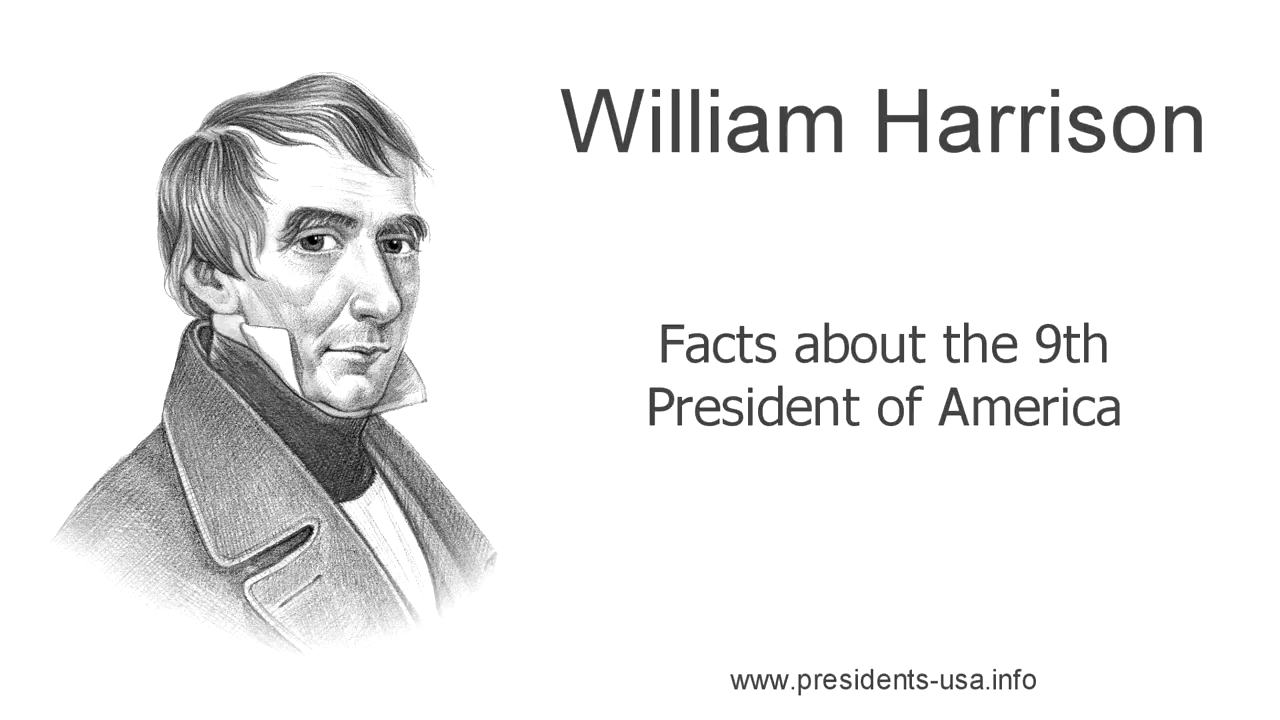 William Harrison
Facts about the 9th
President of America
www.presidents-usa.info